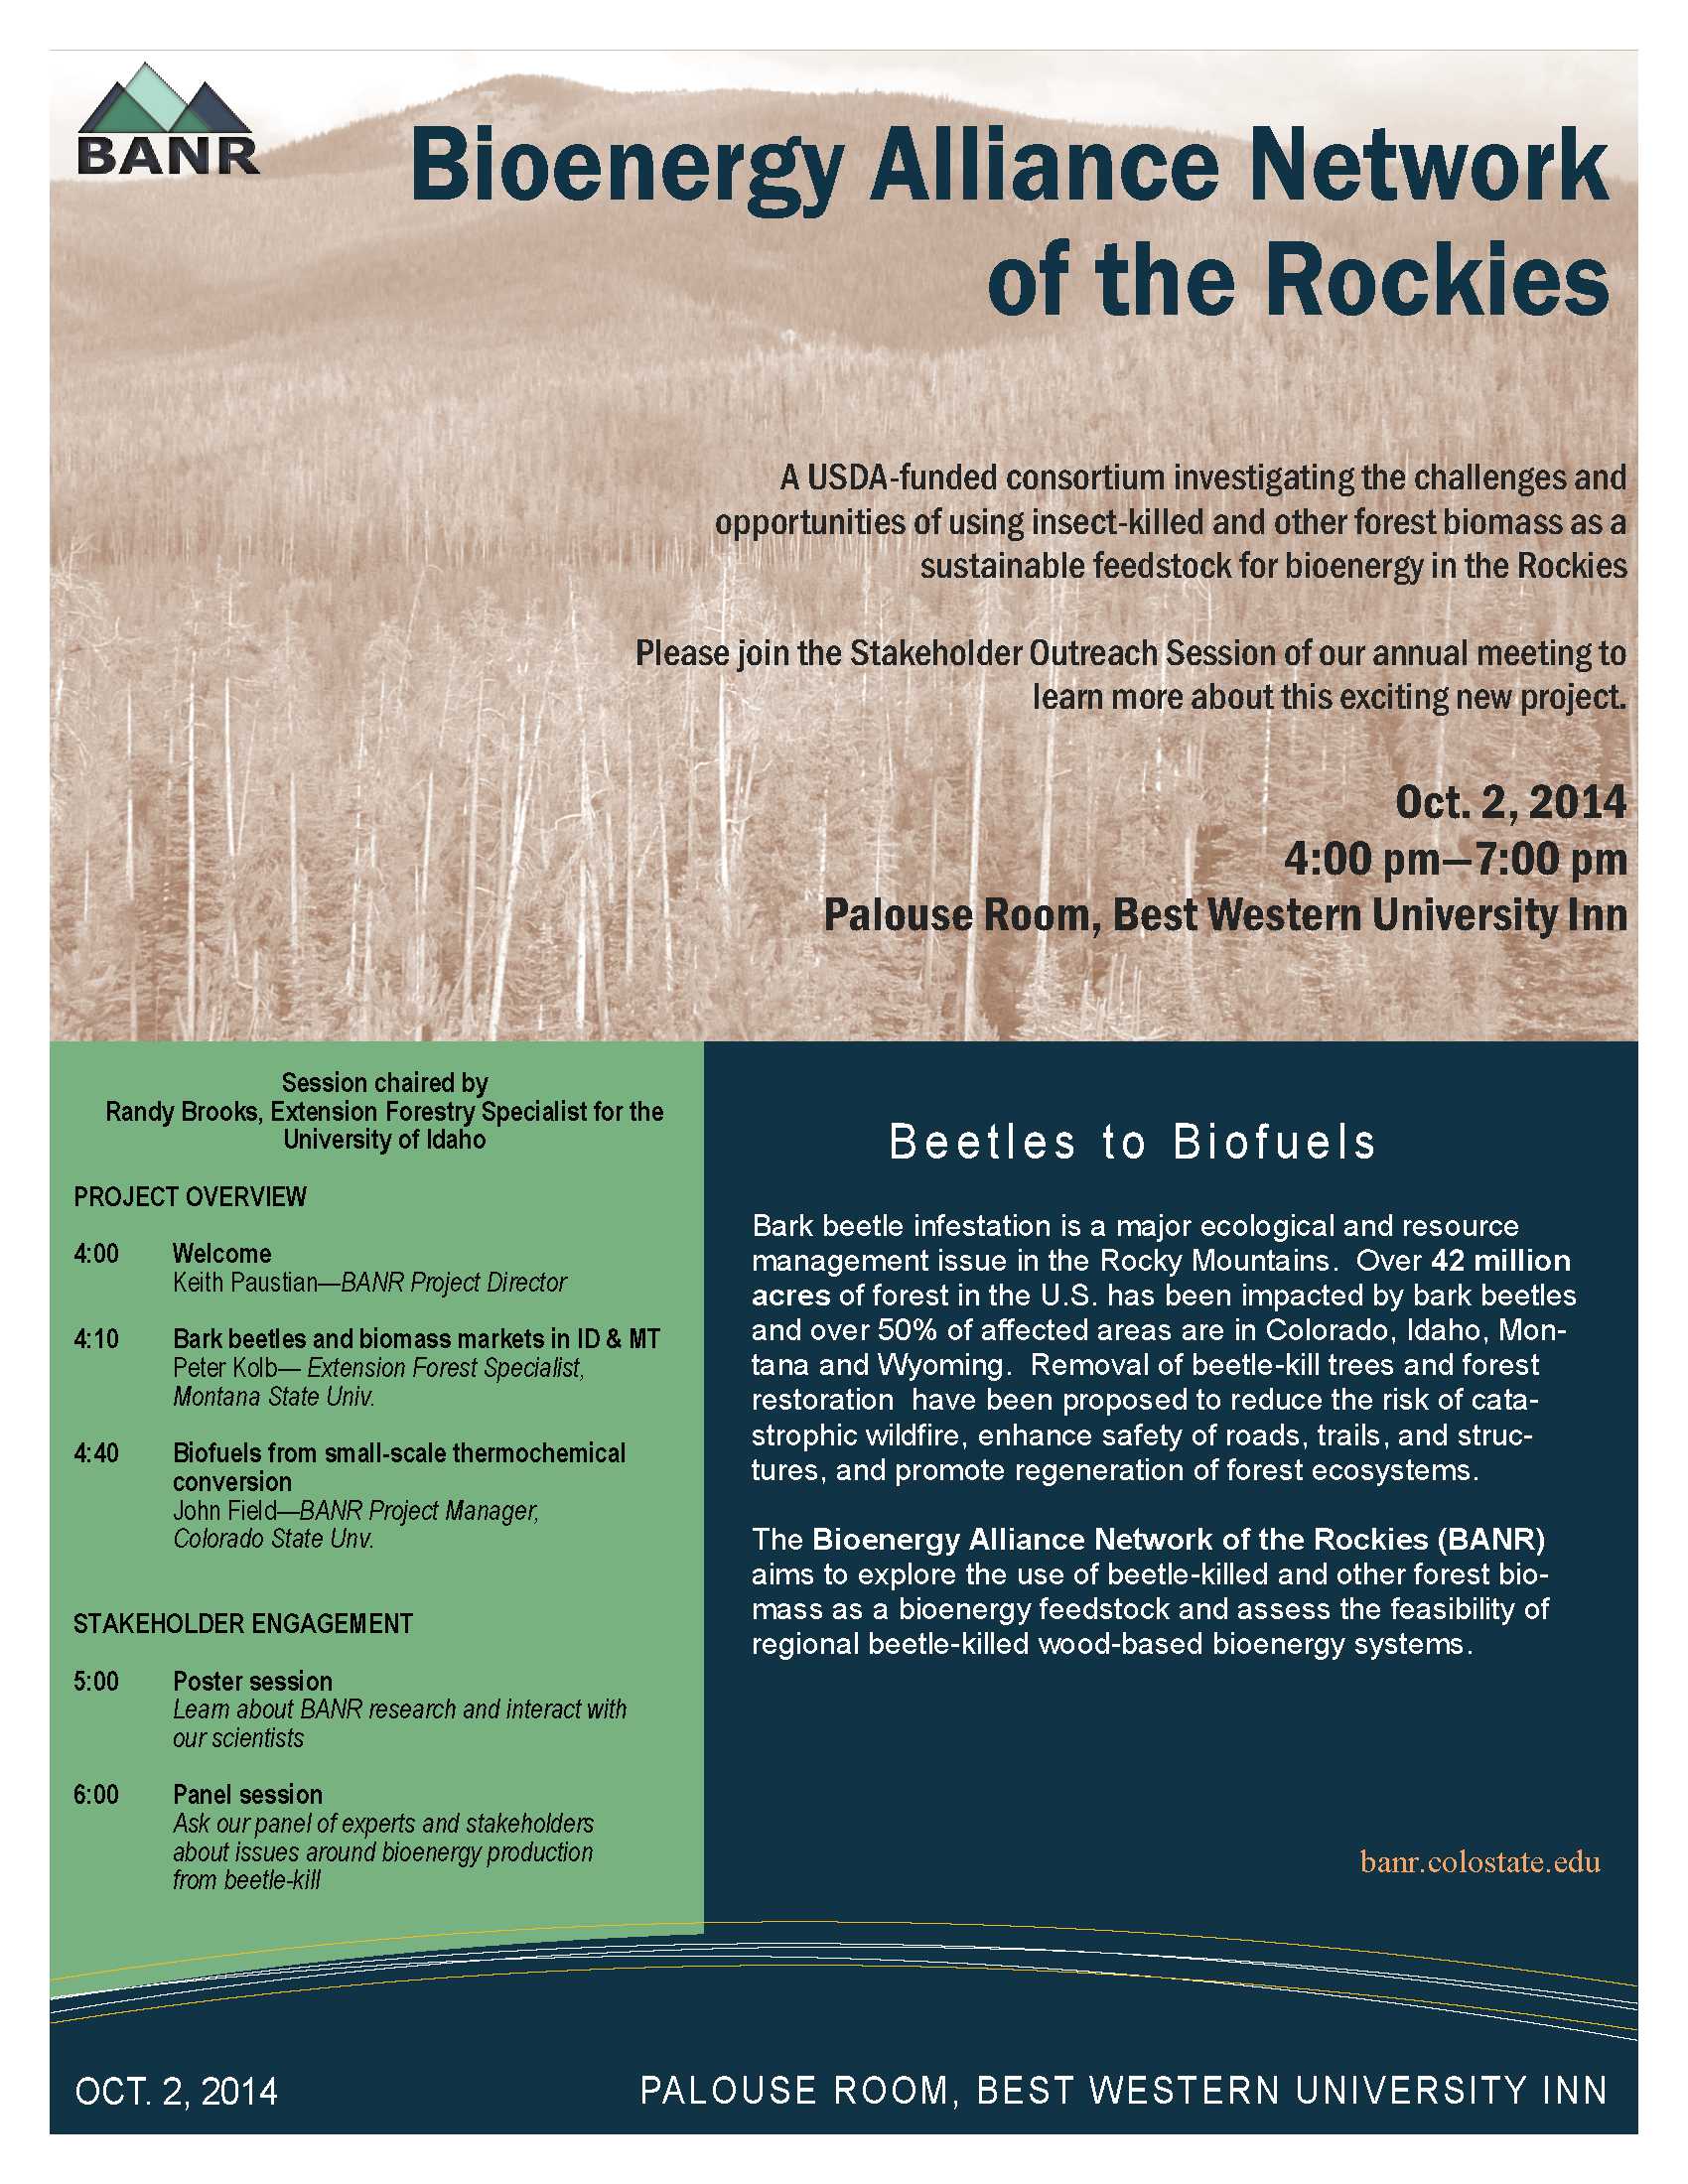 BANR
Bioenergy Alliance Network
of the Rockies
A USDA-funded consortium investigating the challenges and
opportunities of using insect-killed and other forest biomass as a
sustainable feedstock for bioenergy in the Rockies
Please join the Stakeholder Outreach Session of our annual meeting to
learn more about this exciting new project.
Oct. 2, 2014
4:00 pm—7:00 pm
Palouse Room, Best Western University Inn
Session chaired by
Randy Brooks, Extension Forestry Specialist for the
University of Idaho
PROJECT OVERVIEW
4:00 Welcome
Keith Paustian—BANR Project Director
4:10 Bark beetles and biomass markets in ID & MT
Peter Kolb— Extension Forest Specialist,
Montana State Univ.
4:40 Biofuels from small-scale thermochemical
conversion
John Field—BANR Project Manager,
Colorado State Unv.
STAKEHOLDER ENGAGEMENT
5:00 Poster session
Learn about BANR research and interact with
our scientists
6:00 Panel session
Ask our panel of experts and stakeholders
about issues around bioenergy production
from beetle-kill
Beetles to Biofuels
Bark beetle infestation is a major ecological and resource
management issue in the Rocky Mountains.  Over 42 million
acres of forest in the U.S. has been impacted by bark beetles
and over 50% of affected areas are in Colorado, Idaho, Mon-
tana and Wyoming.  Removal of beetle-kill trees and forest
restoration  have been proposed to reduce the risk of cata-
strophic wildfire, enhance safety of roads, trails, and struc-
tures, and promote regeneration of forest ecosystems.
The Bioenergy Alliance Network of the Rockies (BANR)
aims to explore the use of beetle-killed and other forest bio-
mass as a bioenergy feedstock and assess the feasibility of
regional beetle-killed wood-based bioenergy systems.
banr.colostate.edu
OCT. 2, 2014
PALOUSE ROOM, BEST WESTERN UNIVERSITY INN